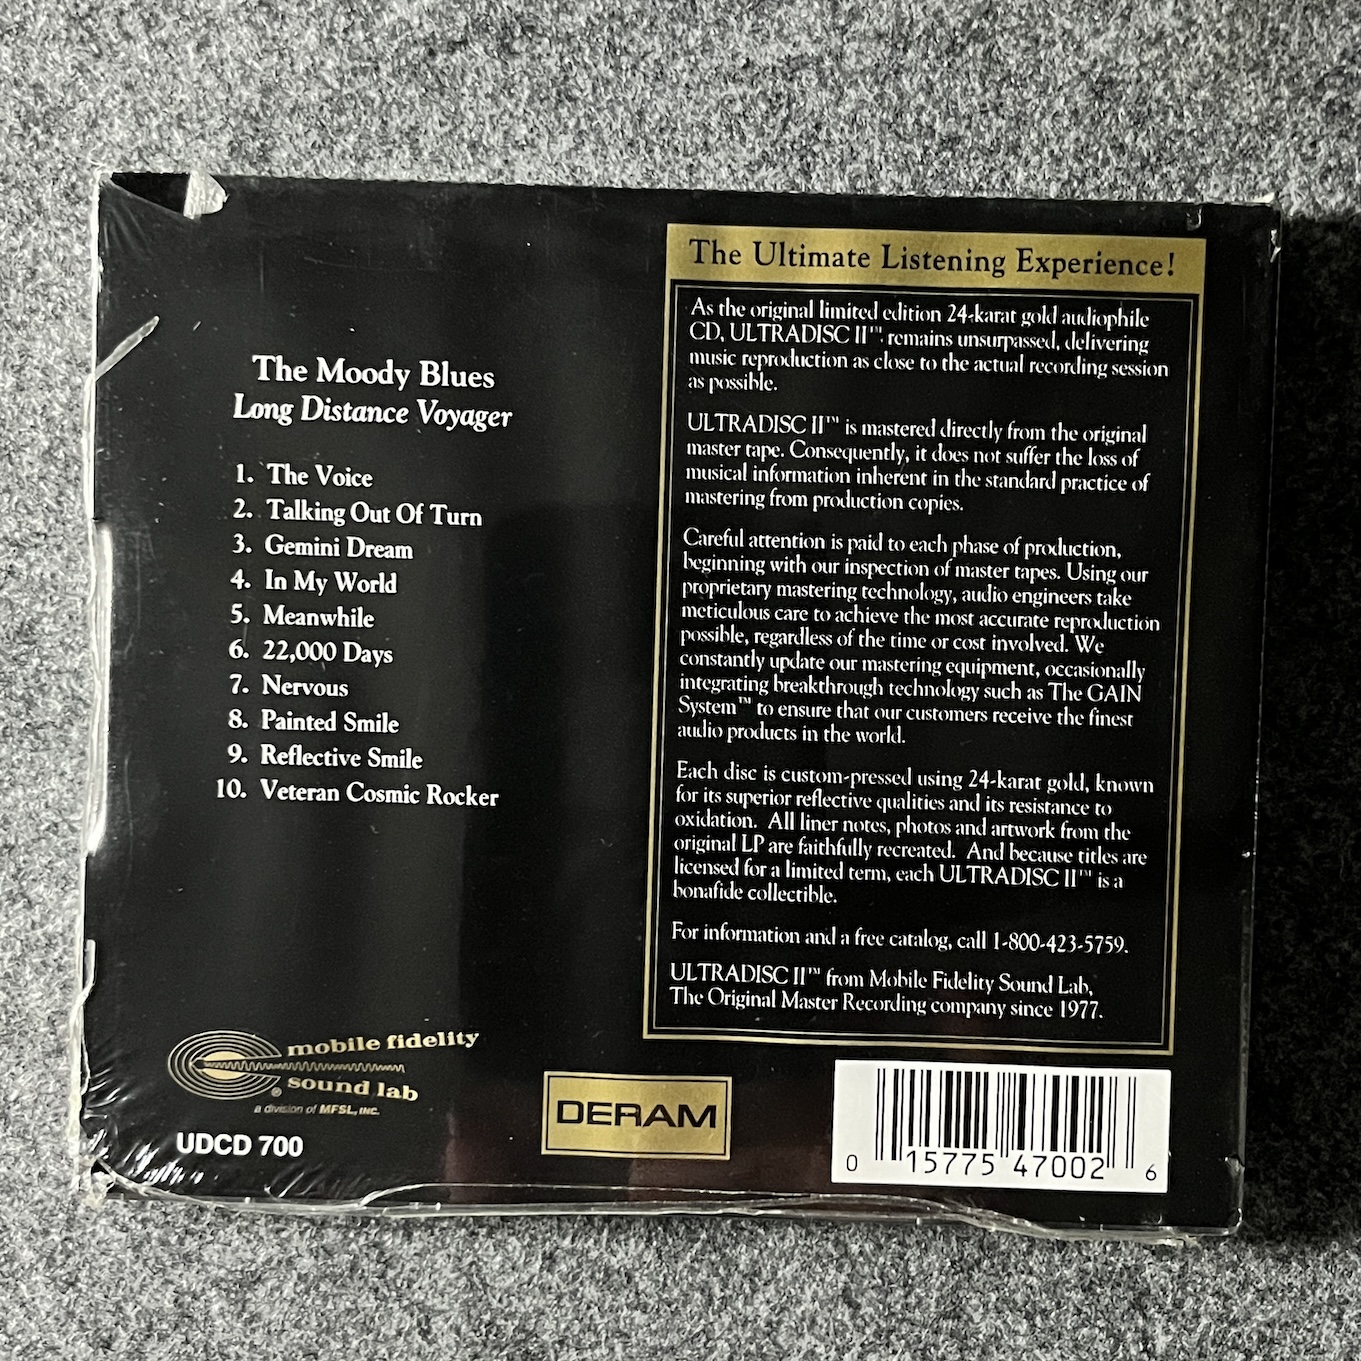 The Moody Blues
Long Distance Voyager
1. The Voice
2. Talking Out Of Turn
3. Gemini Dream
4. In My World
5. Meanwhile
6. 22,000 Days
7. Nervous
8. Painted Smile
9. Reflective Smile
10. Veteran Cosmic Rocker
mobile fidelity
sound lab
®
a division of MFSL, INC.
UDCD 700
The Ultimate Listening Experience!
As the original limited edition 24-karat gold audiophile
CD, ULTRADISC II™, remains unsurpassed, delivering
music reproduction as close to the actual recording session
as possible.
ULTRADISC II™ is mastered directly from the original
master tape. Consequently, it does not suffer the loss of
musical information inherent in the standard practice of
mastering from production copies.
Careful attention is paid to each phase of production,
beginning with our inspection of master tapes. Using our
proprietary mastering technology, audio engineers take
meticulous care to achieve the most accurate reproduction
possible, regardless of the time or cost involved. We
constantly update our mastering equipment, occasionally
integrating breakthrough technology such as The GAIN
System™ to ensure that our customers receive the finest
audio products in the world.
Each disc is custom-pressed using 24-karat gold, known
for its superior reflective qualities and its resistance to
oxidation. All liner notes, photos and artwork from the
original LP are faithfully recreated. And because titles are
licensed for a limited term, each ULTRADISC II™ is a
bonafide collectible.
For information and a free catalog, call 1-800-423-5759.
ULTRADISC II™ from Mobile Fidelity Sound Lab,
The Original Master Recording company since 1977.
DERAM
0 15775 47002 6